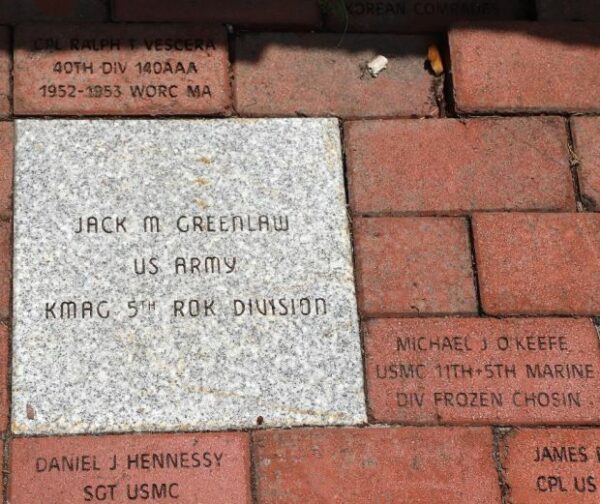 KOREAN COMRADES
CPL RALPH T VESCERA
40TH DIV 140AAA
1952-1953 WORC MA
JACK M GREENLAW
US ARMY
KMAG 5TH ROK DIVISION
MICHAEL J O KEEFE
USMC 11TH+5TH MARINE
DIV FROZEN CHOSIN
DANIEL J HENNESSY
SGT USMC
JAMES
CPL US